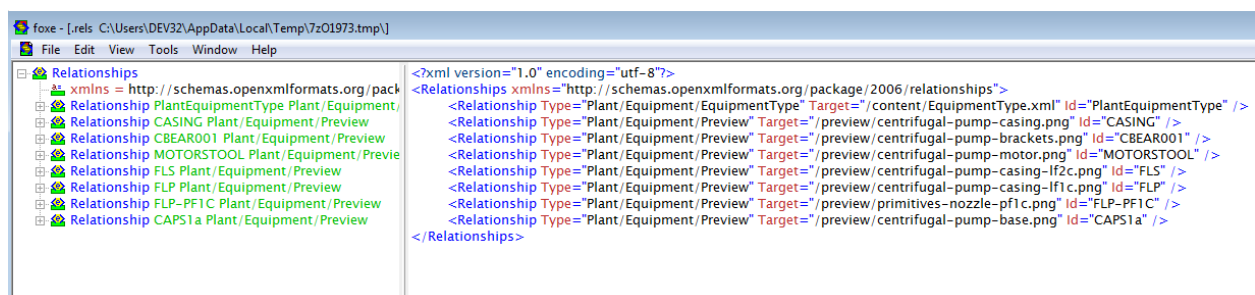 foxe - [.rels C:\Users\DEV32\AppData\Local\Temp\7zO1973.tmp\]
File Edit View Tools Window Help
Relationships
xmlns = http://schemas.openxmlformats.org/pack
Relationship PlantEquipmentType Plant/Equipment/
Relationship CASING Plant/Equipment/Preview
Relationship CBEAR001 Plant/Equipment/Preview
Relationship MOTORSTOOL Plant/Equipment/Previe
Relationship FLS Plant/Equipment/Preview
Relationship FLP Plant/Equipment/Preview
Relationship FLP-PF1C Plant/Equipment/Preview
Relationship CAPS1a Plant/Equipment/Preview
<?xml version="1.0" encoding="utf-8"?>
<Relationships xmlns="http://schemas.openxmlformats.org/package/2006/relationships">
<Relationship Type="Plant/Equipment/EquipmentType" Target="/content/EquipmentType.xml" Id="PlantEquipmentType" />
<Relationship Type="Plant/Equipment/Preview" Target="/preview/centrifugal-pump-casing.png" Id="CASING" />
<Relationship Type="Plant/Equipment/Preview" Target="/preview/centrifugal-pump-brackets.png" Id="CBEAR001" />
<Relationship Type="Plant/Equipment/Preview" Target="/preview/centrifugal-pump-motor.png" Id="MOTORSTOOL" />
<Relationship Type="Plant/Equipment/Preview" Target="/preview/centrifugal-pump-casing-lf2c.png" Id="FLS" />
<Relationship Type="Plant/Equipment/Preview" Target="/preview/centrifugal-pump-casing-lf1c.png" Id="FLP" />
<Relationship Type="Plant/Equipment/Preview" Target="/preview/primitives-nozzle-pf1c.png" Id="FLP-PF1C" />
<Relationship Type="Plant/Equipment/Preview" Target="/preview/centrifugal-pump-base.png" Id="CAPS1a" />
</Relationships>